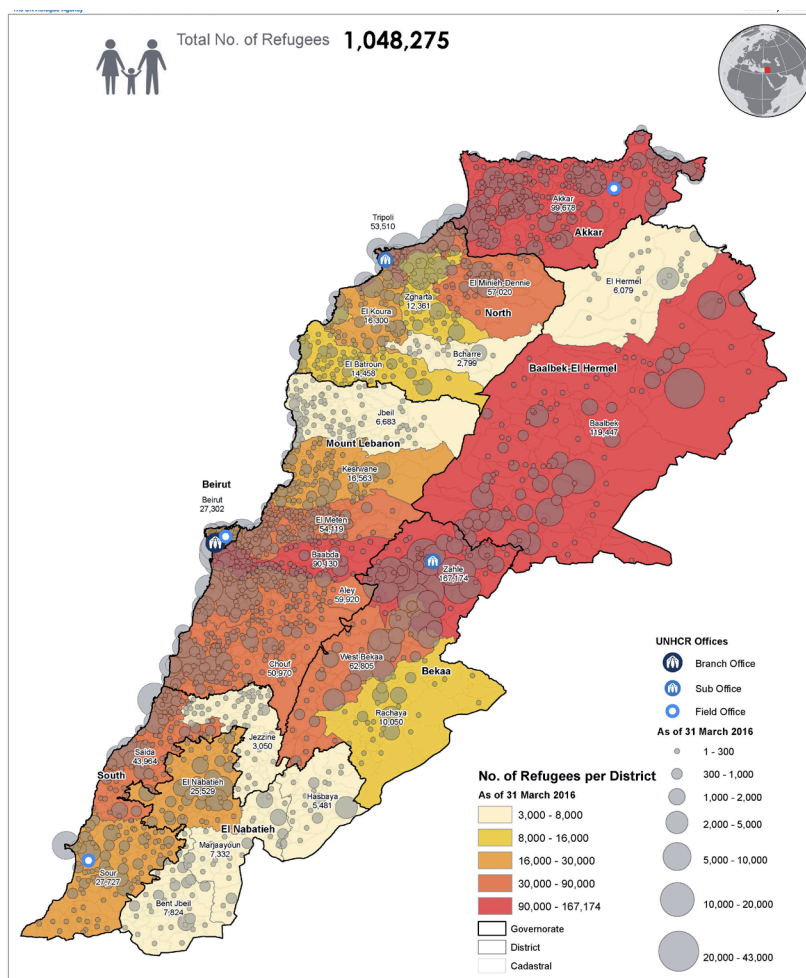 The UN Refugee Agency
Total No. of Refugees 1,048,275
Akkar
99,678
Akkar
Tripoli
53,510
El Hermel
6,079
El Minieh-Dennie
57,020
Zgharta
12,361
El Koura
16,300
North
Bcharre
2,799
El Batroun
14,458
Baalbek-El Hermel
Jbeil
6,683
Baalbek
119,447
Mount Lebanon
Keshwane
16,563
Beirut
Beirut
27,302
El Meten
54,119
Baabda
90,130
Zahle
167,174
Aley
59,920
West Bekaa
62,805
Chouf
50,970
Bekaa
Rachaya
10,050
Jezzine
3,050
Saida
43,964
South
El Nabatieh
25,529
Hasbaya
5,481
El Nabatieh
Marjaayoun
7,332
Sour
27,727
Bent Jbeil
7,824
UNHCR Offices
Branch Office
Sub Office
Field Office
As of 31 March 2016
1 - 300
300 - 1,000
1,000 - 2,000
2,000 - 5,000
5,000 - 10,000
10,000 - 20,000
20,000 - 43,000
No. of Refugees per District
As of 31 March 2016
3,000 - 8,000
8,000 - 16,000
16,000 - 30,000
30,000 - 90,000
90,000 - 167,174
Governorate
District
Cadastral